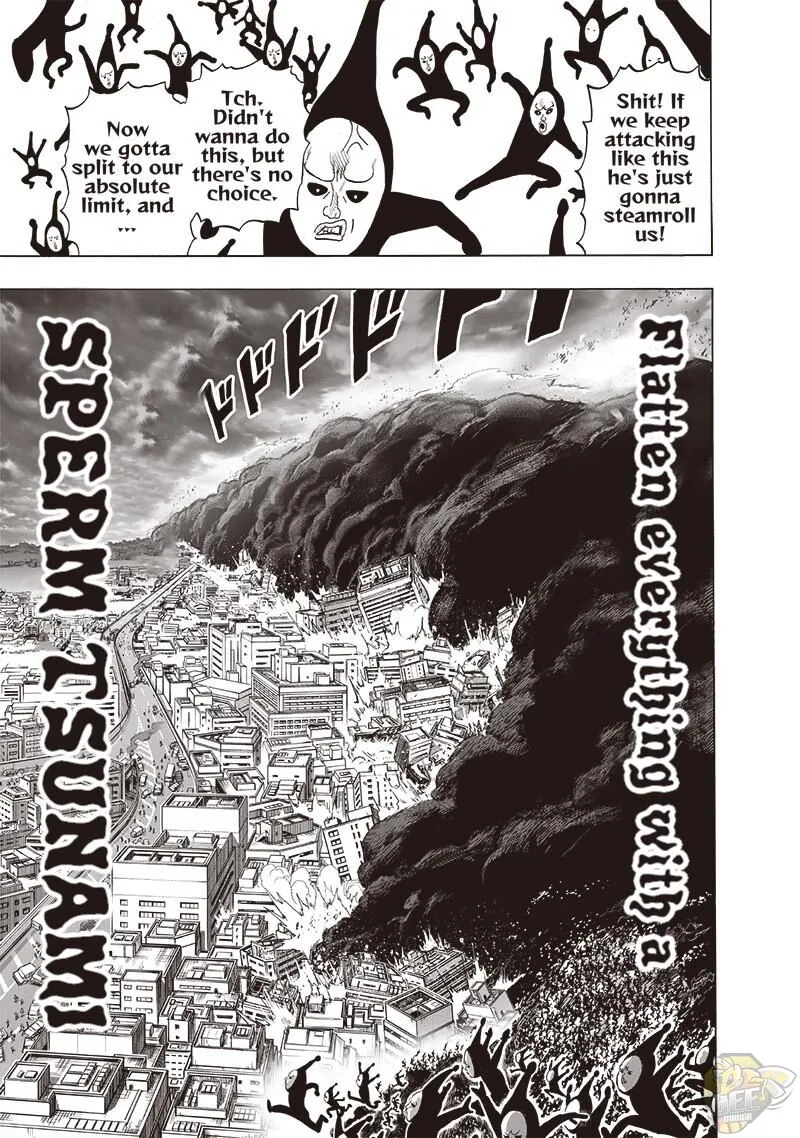 Shit! If
we keep
attacking
like this
he's just
gonna
steamroll
us!
Tch.
Didn't
wanna do
this, but
there's no
choice.
Now
we gotta
split to our
absolute
limit, and
...
Flatten everything with a
SPERM TSUNAMI
ドドドドドド
MANGA